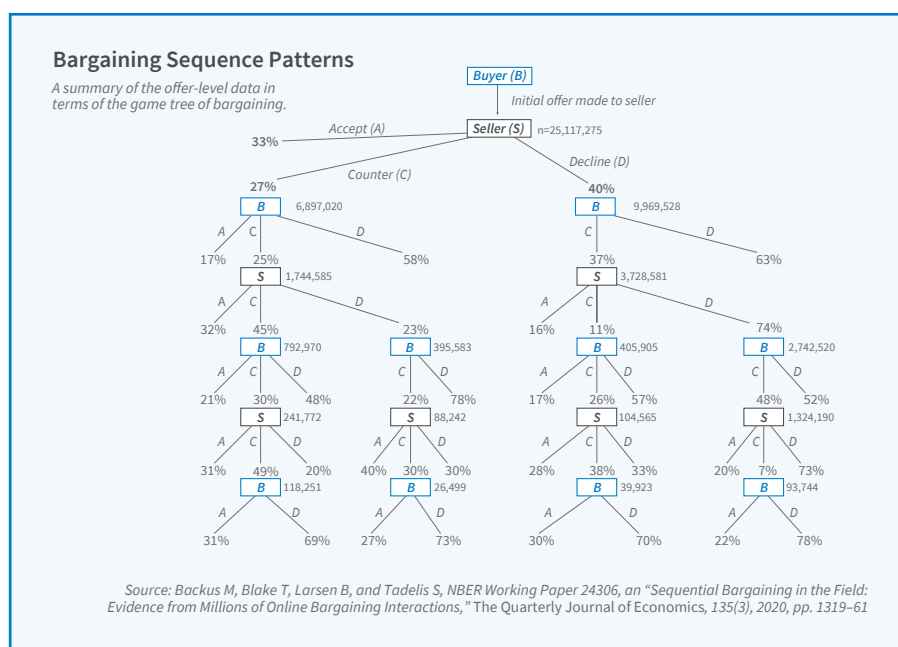 Bargaining Sequence Patterns
A summary of the offer-level data in
terms of the game tree of bargaining.
Buyer (B)
Initial offer made to seller
Seller (S) n=25,117,275
Accept (A)
33%
Counter (C)
Decline (D)
27% 40%
B 6,897,020 B 9,969,528
A C D C D
17% 25% 58% 37% 63%
S 1,744,585 S 3,728,581
A C D A C D
32% 45% 23% 16% 11% 74%
B 792,970 B 395,583 B 405,905 B 2,742,520
A C D C D A C D C D
21% 30% 48% 22% 78% 17% 26% 57% 48% 52%
S 241,772 S 88,242 S 104,565 S 1,324,190
A C D A C D A C D A C D
31% 49% 20% 40% 30% 30% 28% 38% 33% 20% 7% 73%
B 118,251 B 26,499 B 39,923 B 93,744
A D A D A D A D
31% 69% 27% 73% 30% 70% 22% 78%
Source: Backus M, Blake T, Larsen B, and Tadelis S, NBER Working Paper 24306, an “Sequential Bargaining in the Field:
Evidence from Millions of Online Bargaining Interactions,” The Quarterly Journal of Economics, 135(3), 2020, pp. 1319–61